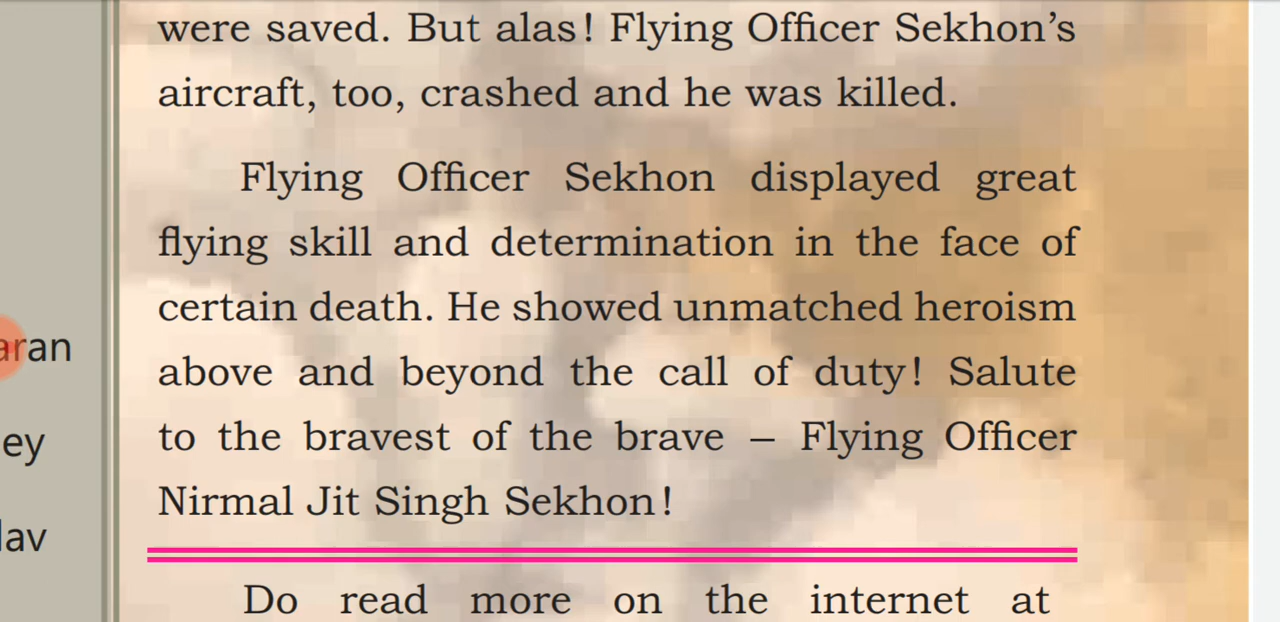 were saved. But alas! Flying Officer Sekhon’s
aircraft, too, crashed and he was killed.
Flying Officer Sekhon displayed great
flying skill and determination in the face of
certain death. He showed unmatched heroism
above and beyond the call of duty! Salute
to the bravest of the brave – Flying Officer
Nirmal Jit Singh Sekhon!
Do read more on the internet at